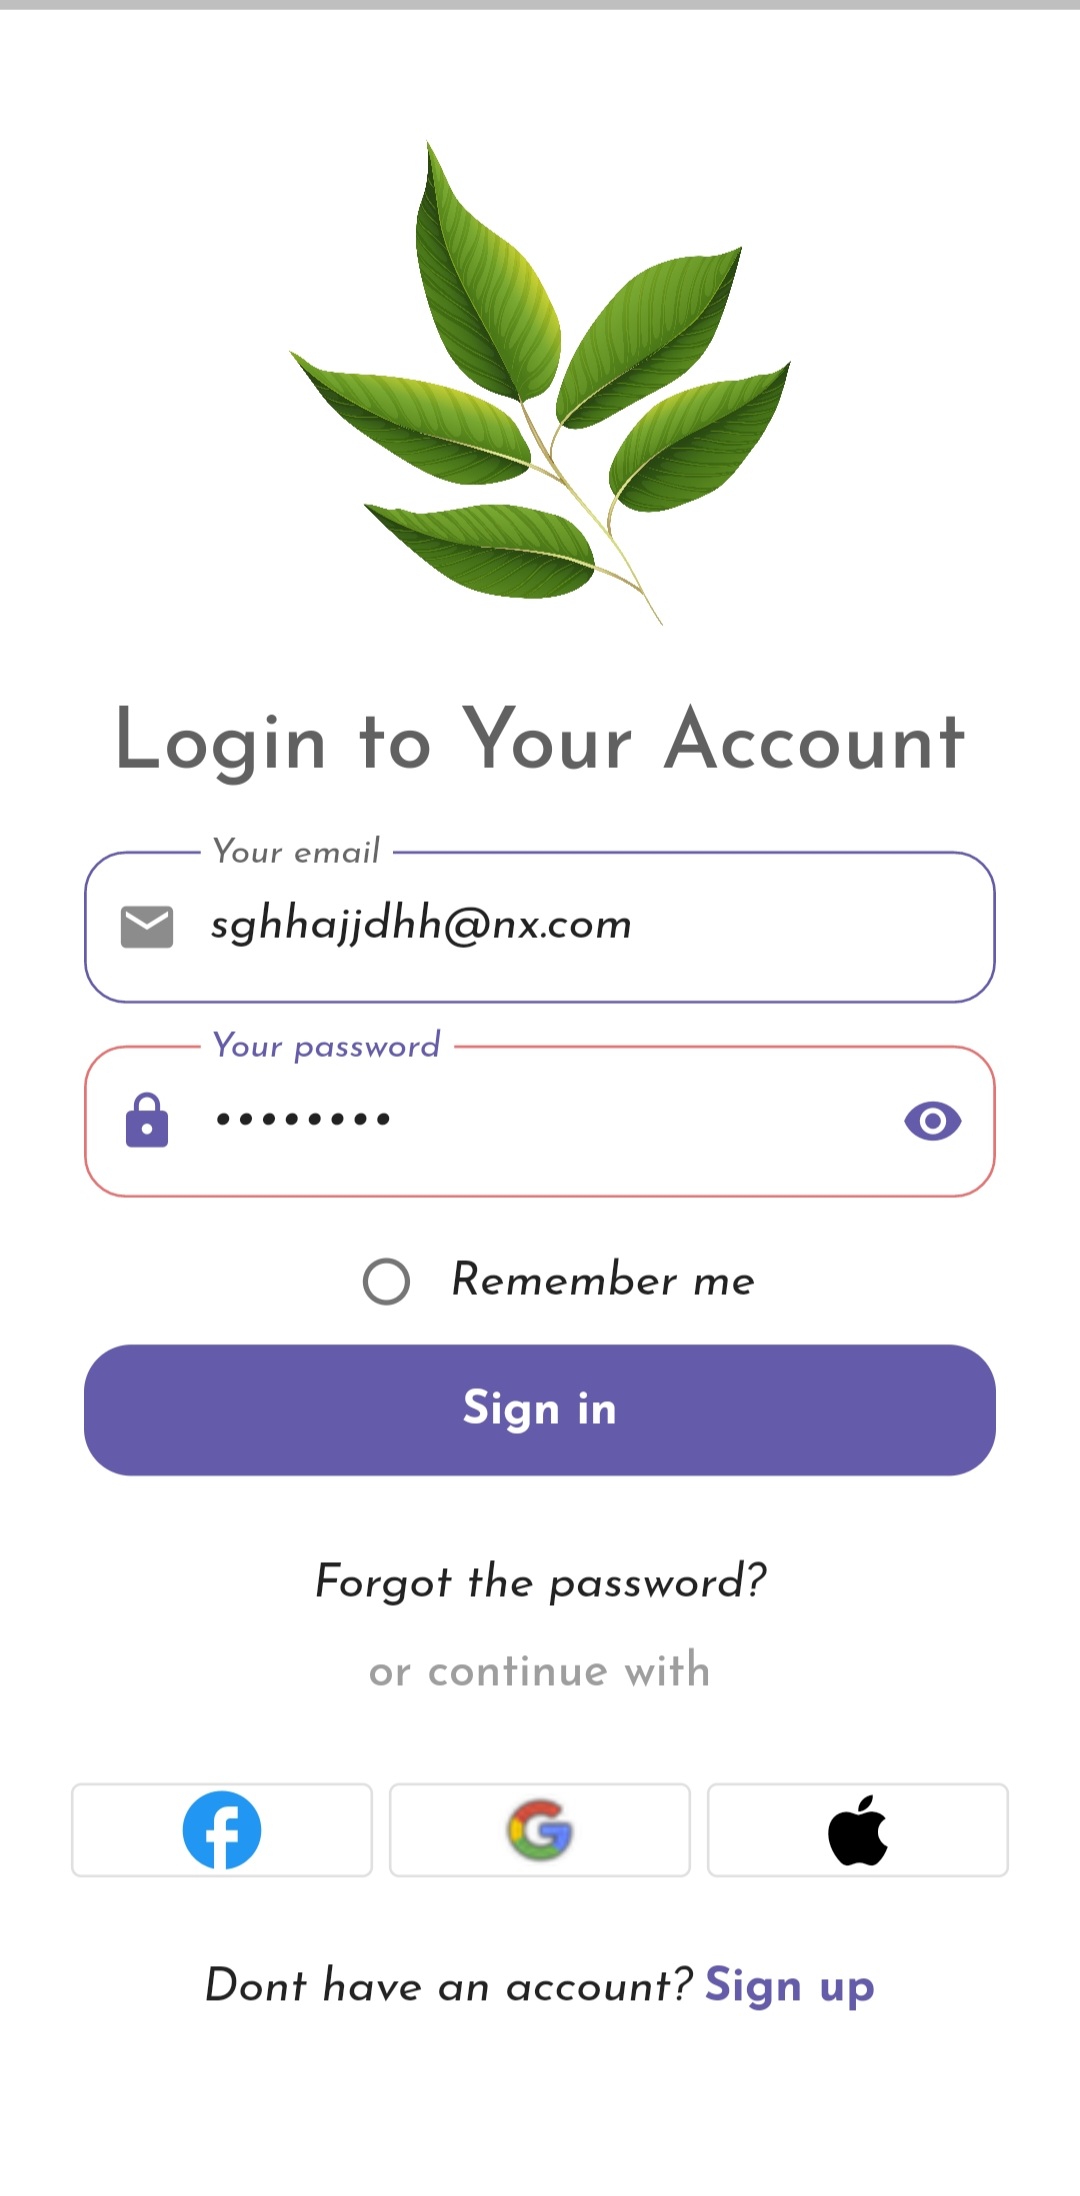 Login to Your Account
Your email
sghhajjdhh@nx.com
Your password
••••••••
Remember me
Sign in
Forgot the password?
or continue with
Dont have an account? Sign up